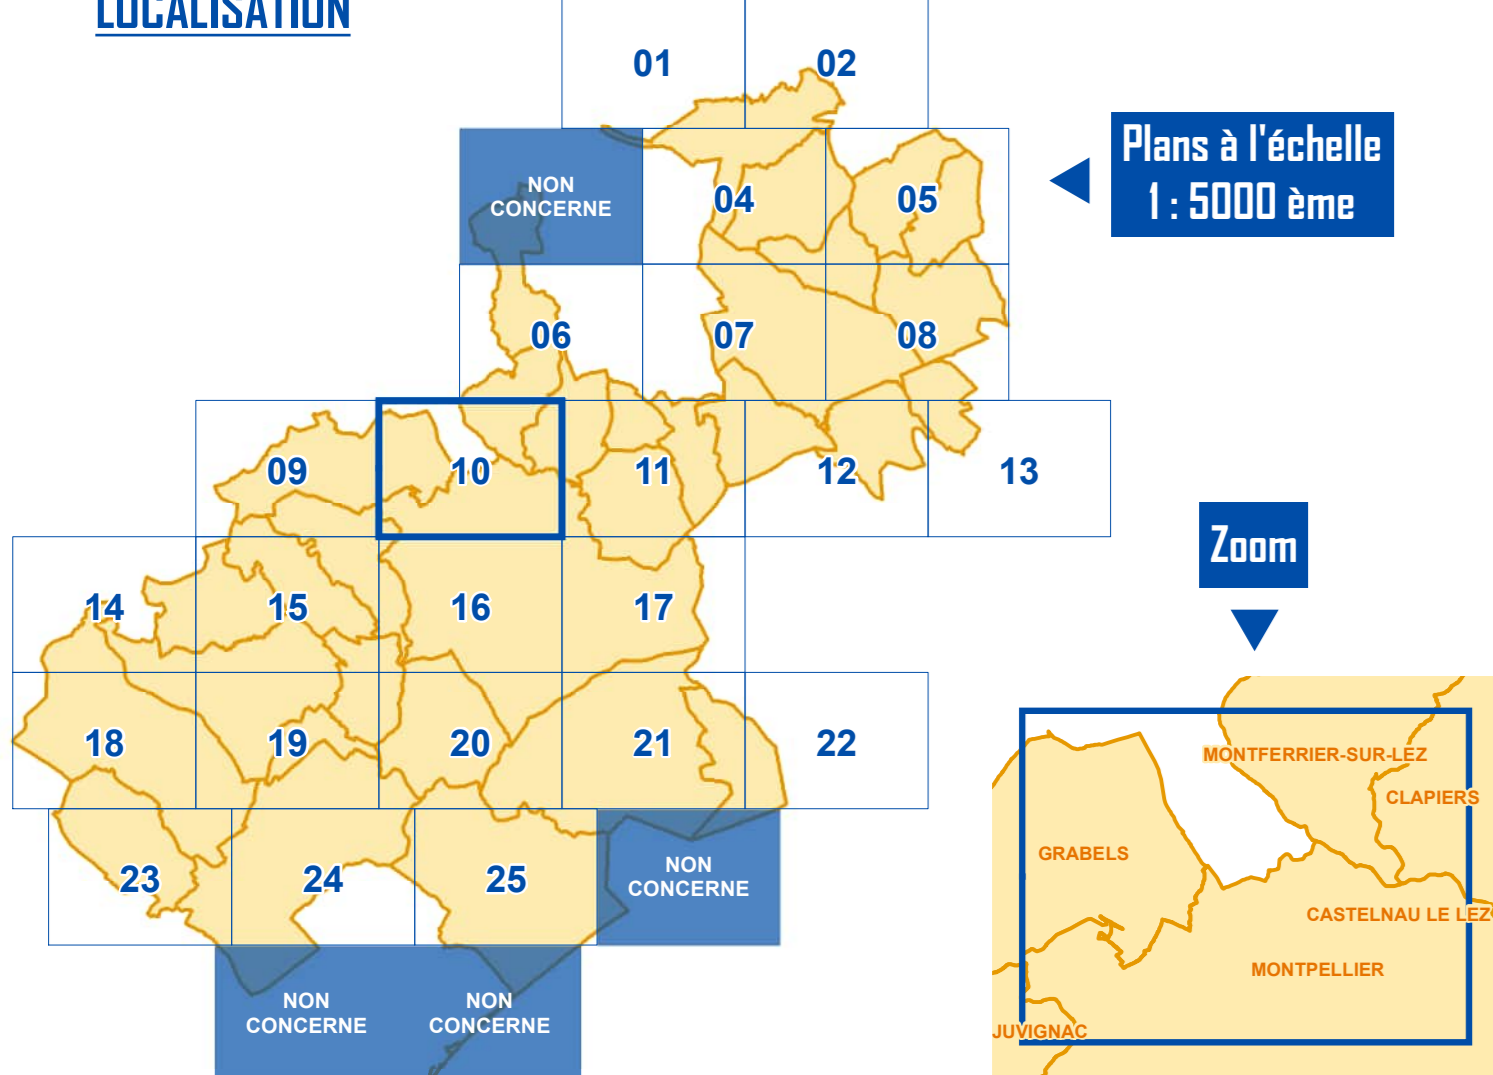 LOCALISATION
01
02
Plans à l'échelle
1 : 5000 ème
NON
CONCERNE
04
05
06
07
08
09
10
11
12
13
Zoom
14
15
16
17
18
19
20
21
22
MONTFERRIER-SUR-LEZ
CLAPIERS
GRABELS
CASTELNAU LE LEZ
MONTPELLIER
JUVIGNAC
23
24
25
NON
CONCERNE
NON
CONCERNE
NON
CONCERNE